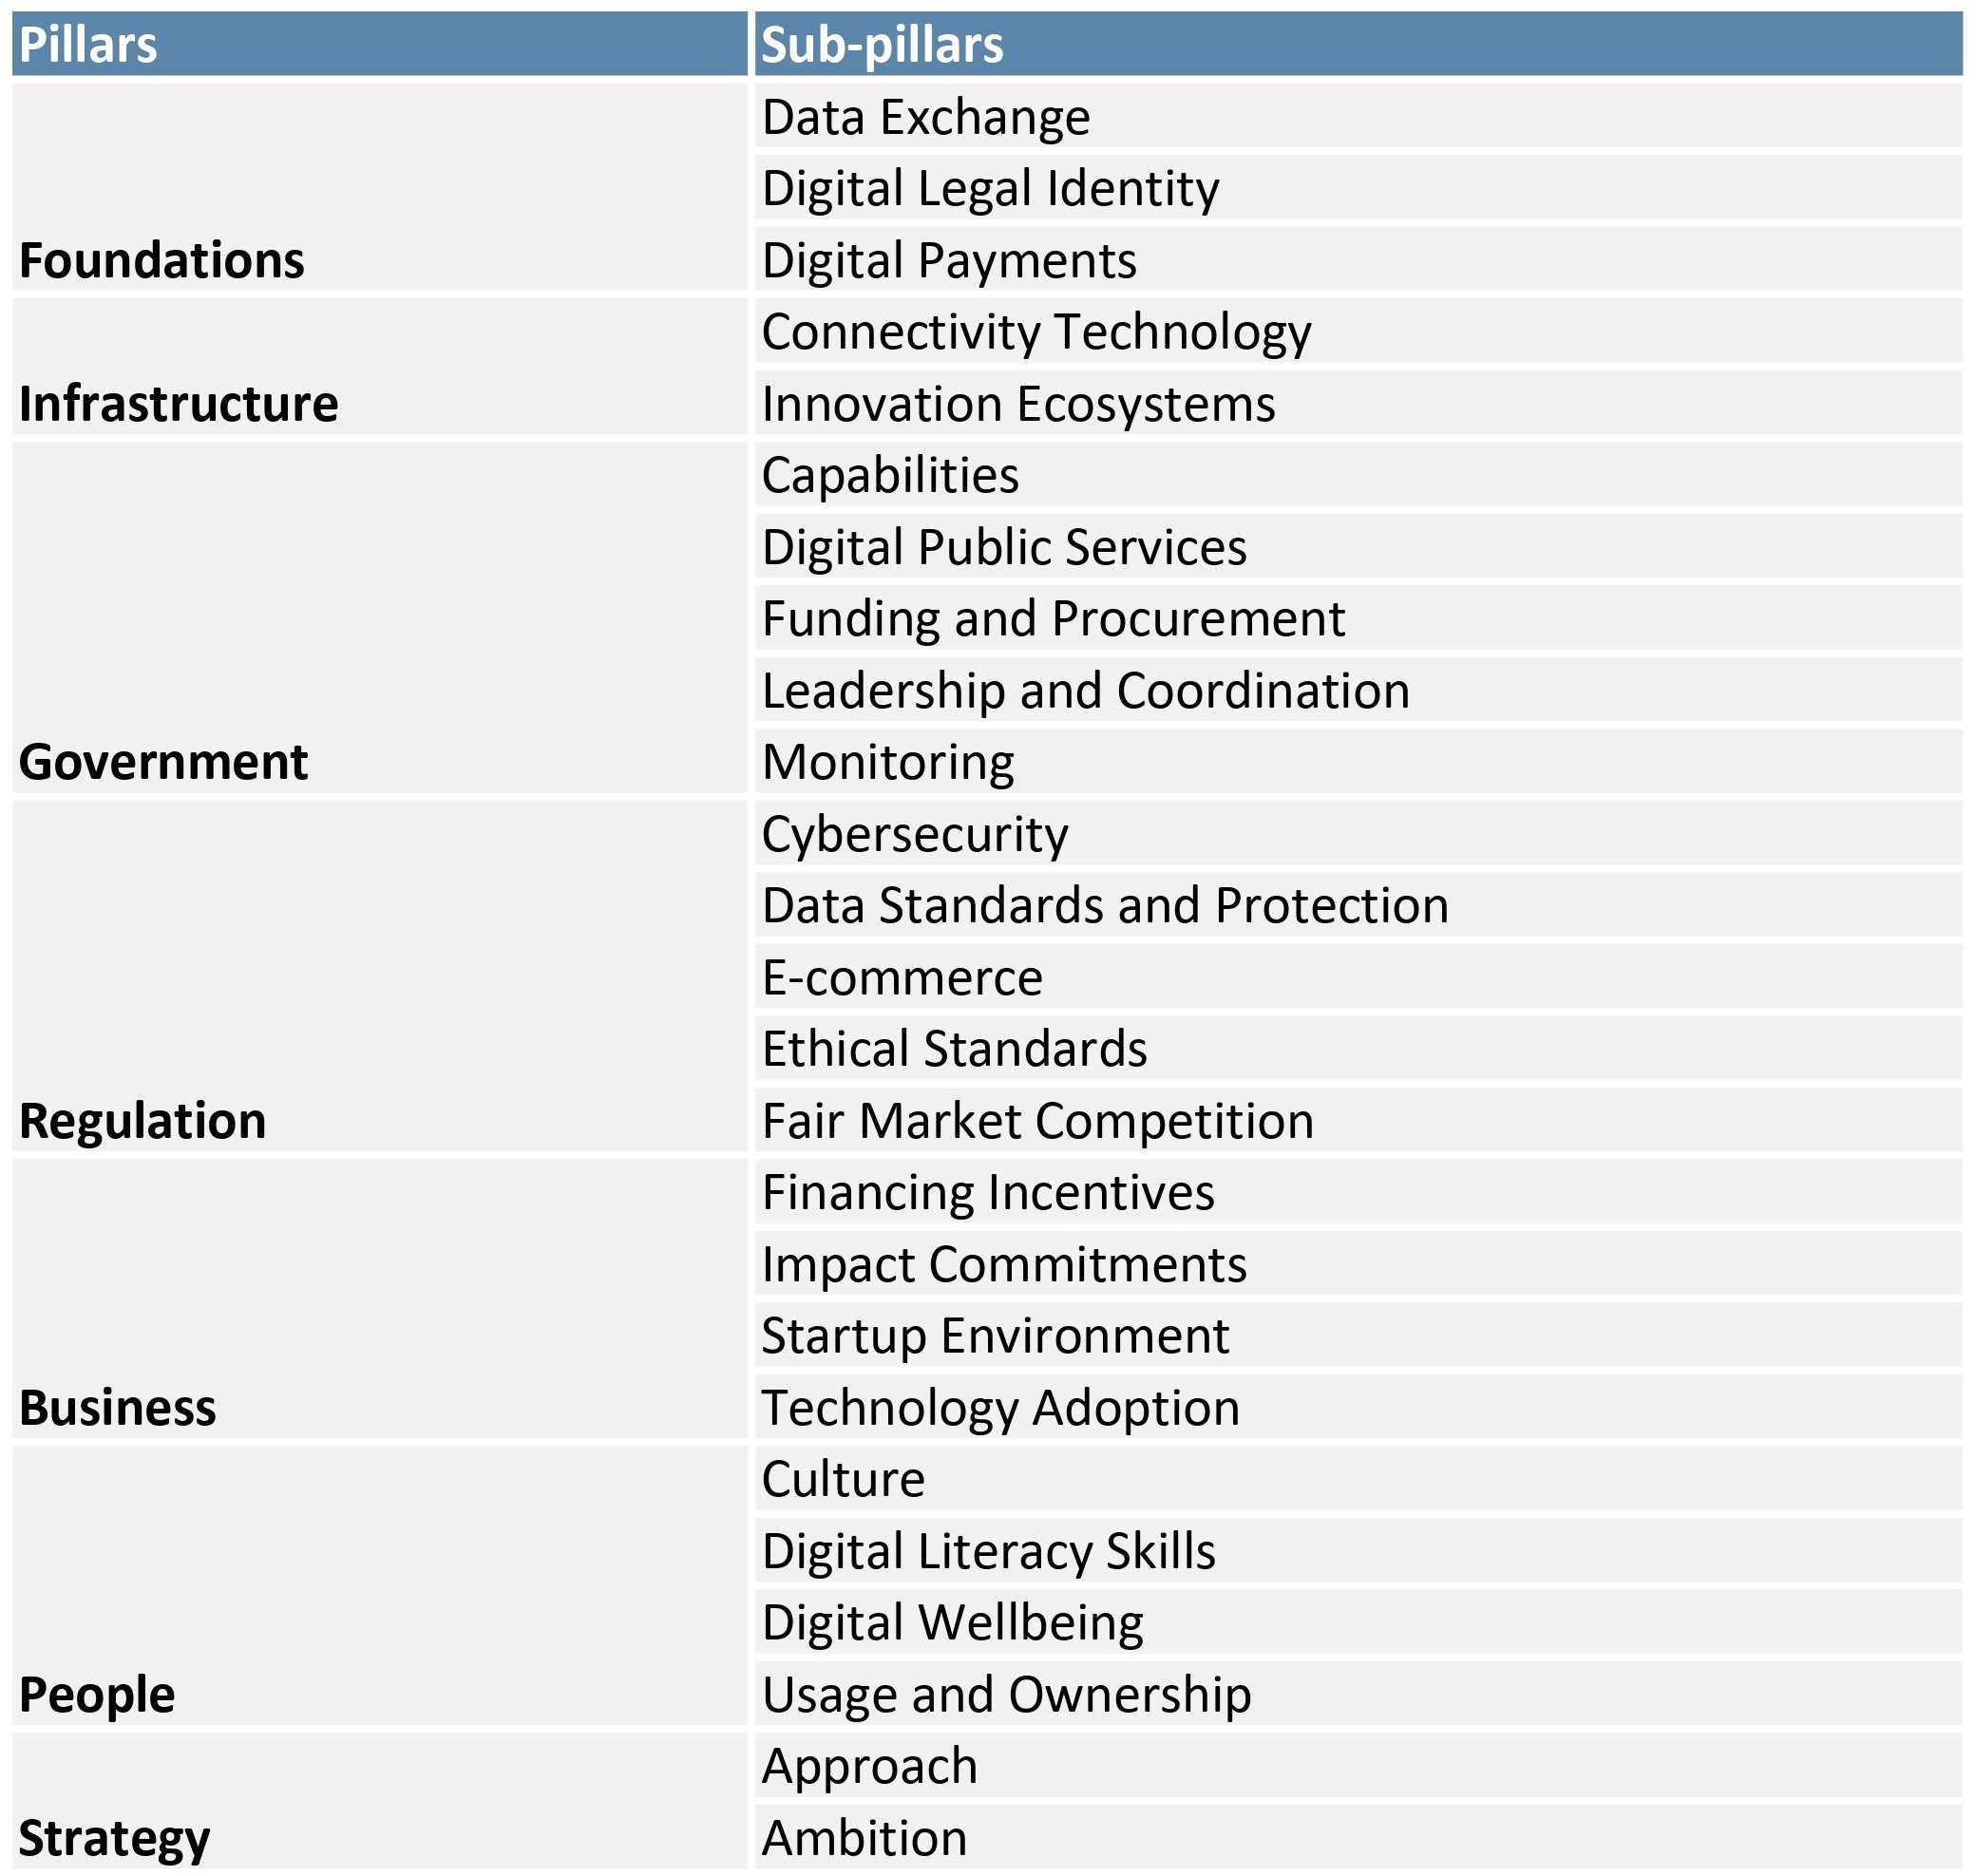 Pillars Sub-pillars
Data Exchange
Digital Legal Identity
Foundations Digital Payments
Connectivity Technology
Infrastructure Innovation Ecosystems
Capabilities
Digital Public Services
Funding and Procurement
Leadership and Coordination
Government Monitoring
Cybersecurity
Data Standards and Protection
E-commerce
Ethical Standards
Regulation Fair Market Competition
Financing Incentives
Impact Commitments
Startup Environment
Business Technology Adoption
Culture
Digital Literacy Skills
Digital Wellbeing
People Usage and Ownership
Approach
Strategy Ambition